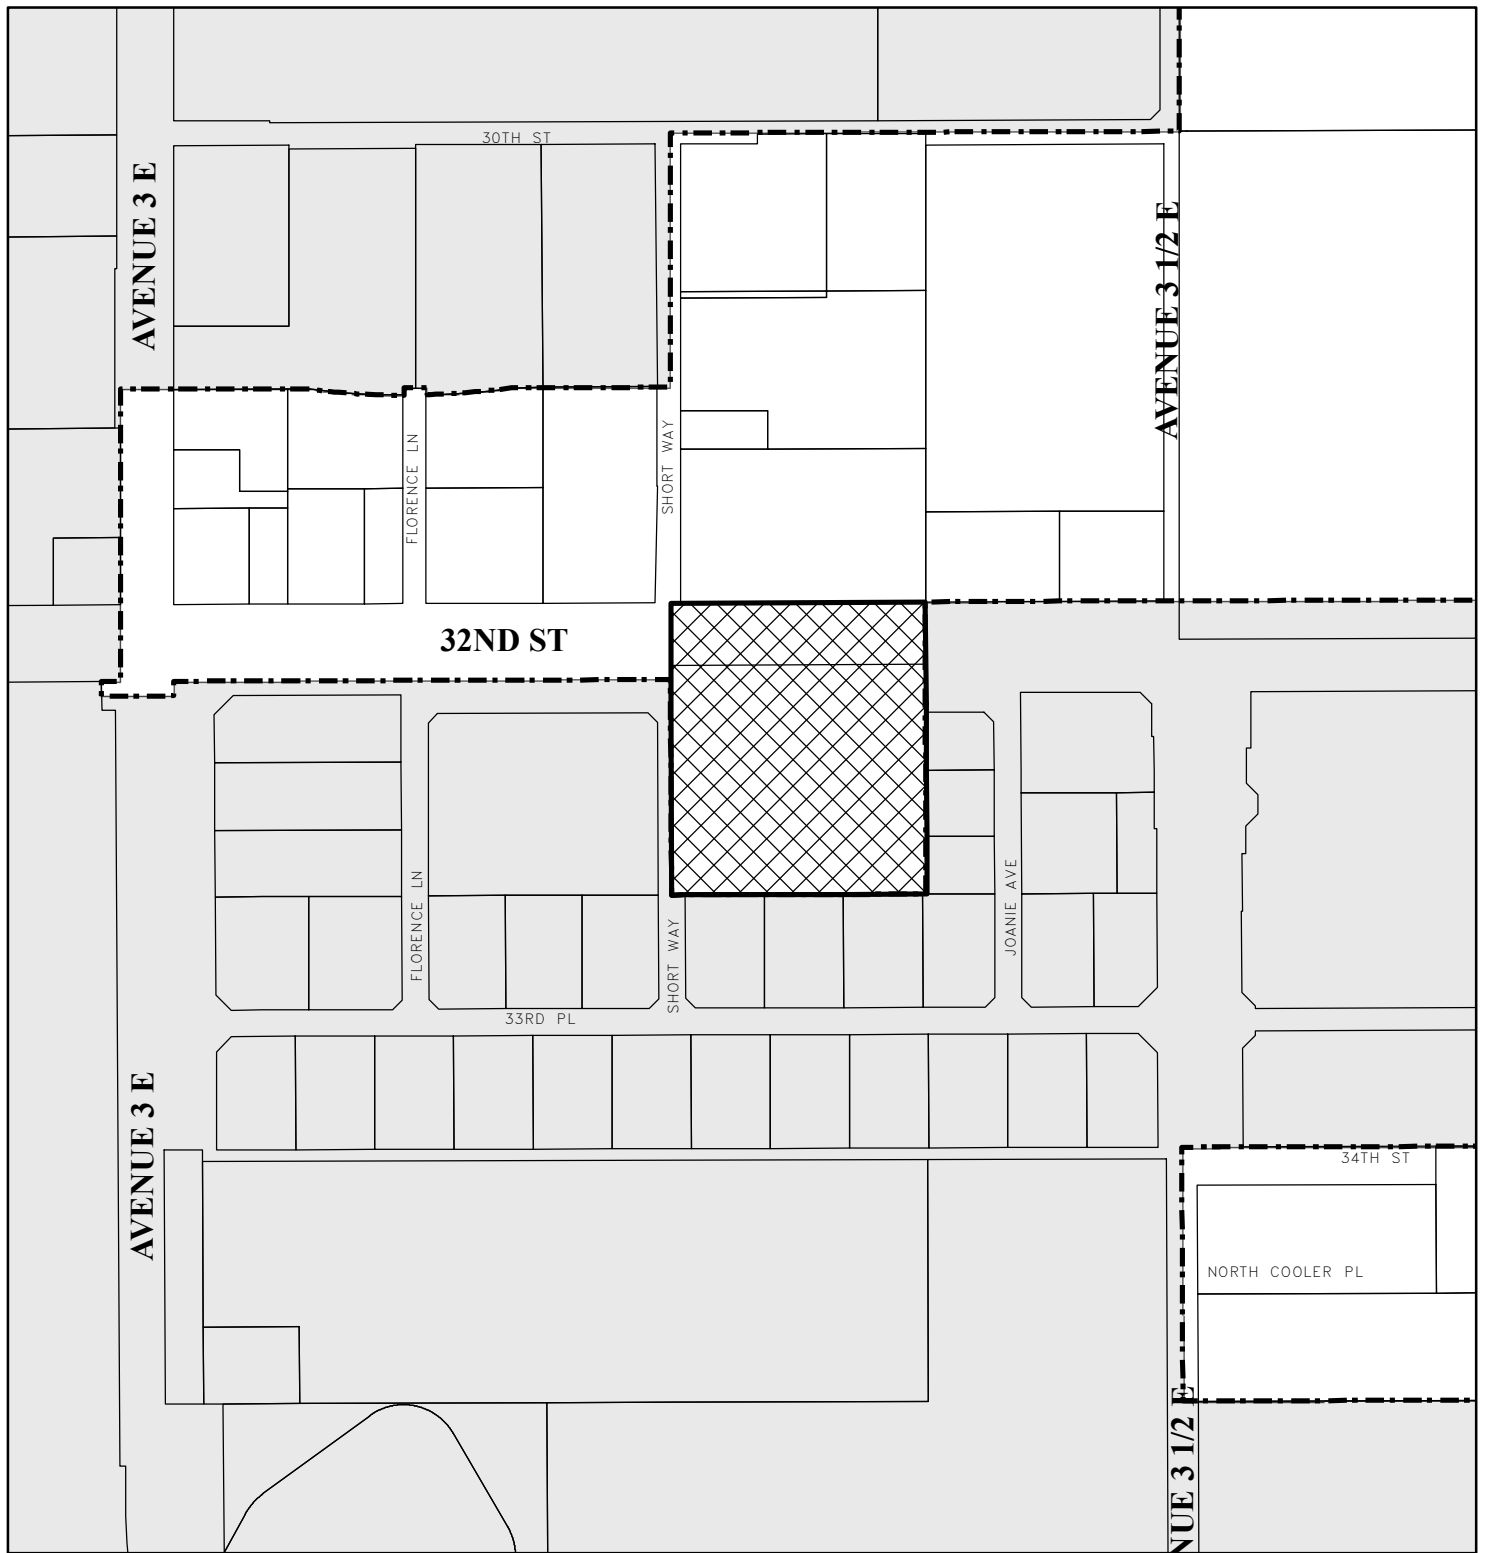 30TH ST
AVENUE 3 E
AVENUE 3 1/2 E
FLORENCE LN
SHORT WAY
32ND ST
FLORENCE LN
SHORT WAY
JOANIE AVE
33RD PL
AVENUE 3 E
34TH ST
NORTH COOLER PL
NUE 3 1/2 E